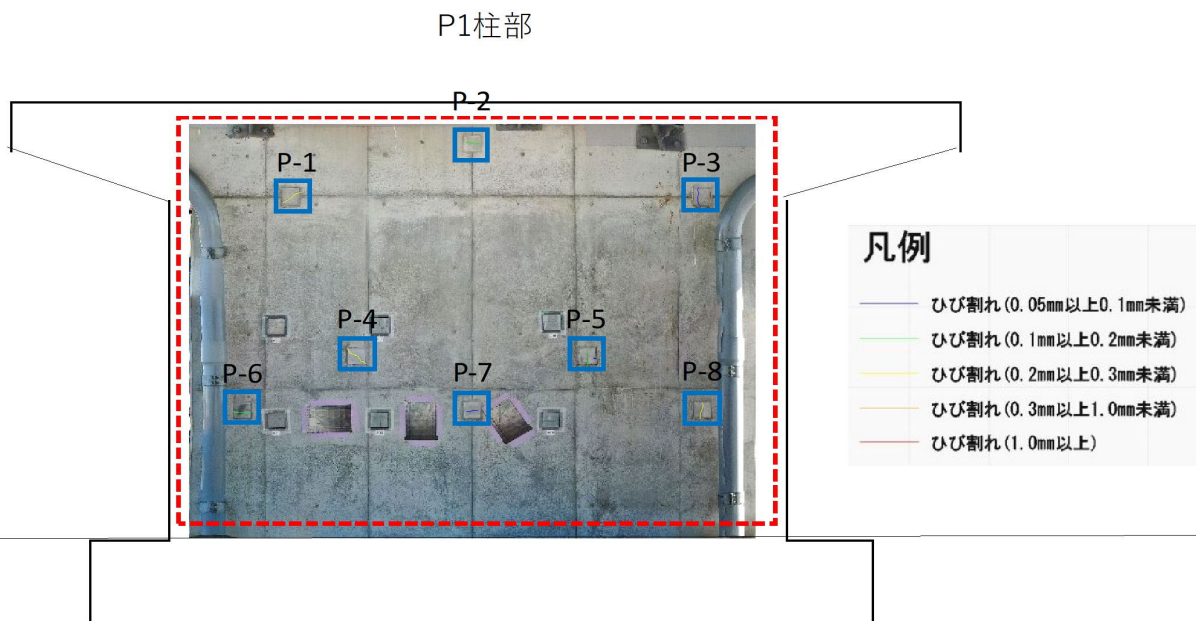 P1柱部
P-2
P-1
P-3
P-4
P-5
P-6
P-7
P-8
凡例
ひび割れ(0.05mm以上0.1mm未満)
ひび割れ(0.1mm以上0.2mm未満)
ひび割れ(0.2mm以上0.3mm未満)
ひび割れ(0.3mm以上1.0mm未満)
ひび割れ(1.0mm以上)